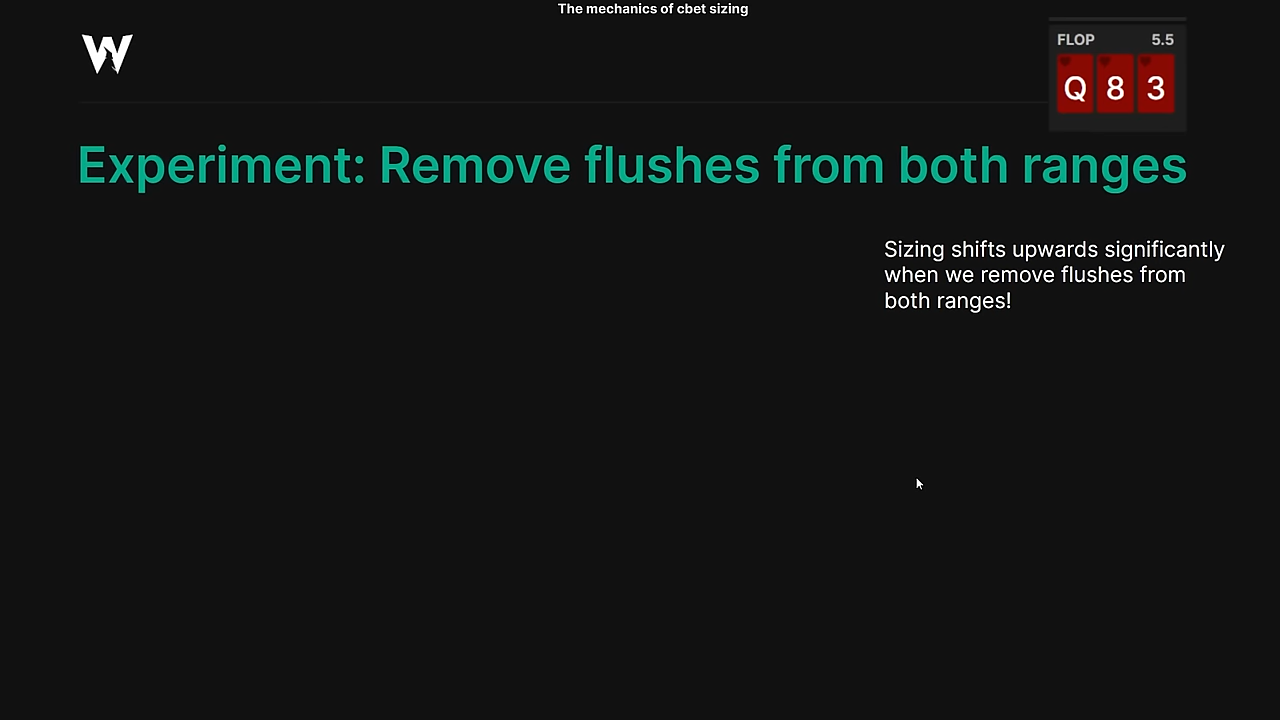 The mechanics of cbet sizing
W
FLOP 5.5
Q 8 3
Experiment: Remove flushes from both ranges
Sizing shifts upwards significantly
when we remove flushes from
both ranges!